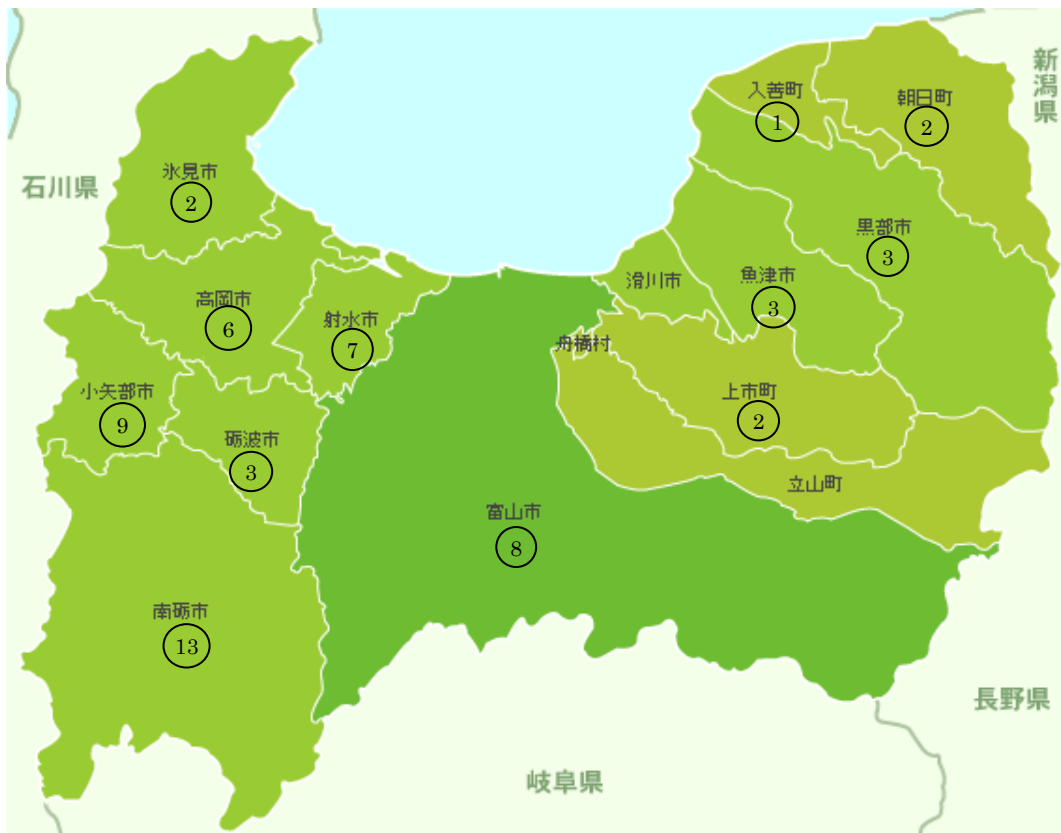 新潟県
入善町
1
朝日町
2
石川県
氷見市
2
黒部市
3
滑川市
魚津市
3
高岡市
6
射水市
7
舟橋村
小矢部市
9
上市町
2
砺波市
3
立山町
富山市
8
南砺市
13
長野県
岐阜県